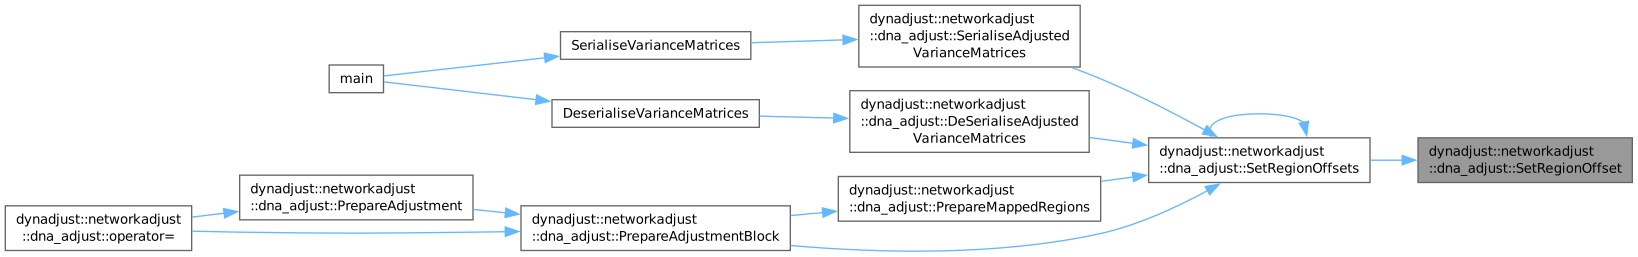 dynadjust::networkadjust
::dna_adjust::SerialiseAdjusted
VarianceMatrices
SerialiseVarianceMatrices
main
DeserialiseVarianceMatrices
dynadjust::networkadjust
::dna_adjust::DeSerialiseAdjusted
VarianceMatrices
dynadjust::networkadjust
::dna_adjust::SetRegionOffsets
dynadjust::networkadjust
::dna_adjust::SetRegionOffset
dynadjust::networkadjust
::dna_adjust::PrepareAdjustment
dynadjust::networkadjust
::dna_adjust::PrepareMappedRegions
dynadjust::networkadjust
::dna_adjust::operator=
dynadjust::networkadjust
::dna_adjust::PrepareAdjustmentBlock